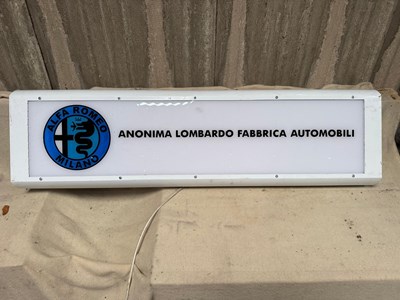 ALFA ROMEO
MILANO
ANONIMA LOMBARDO FABBRICA AUTOMOBILI